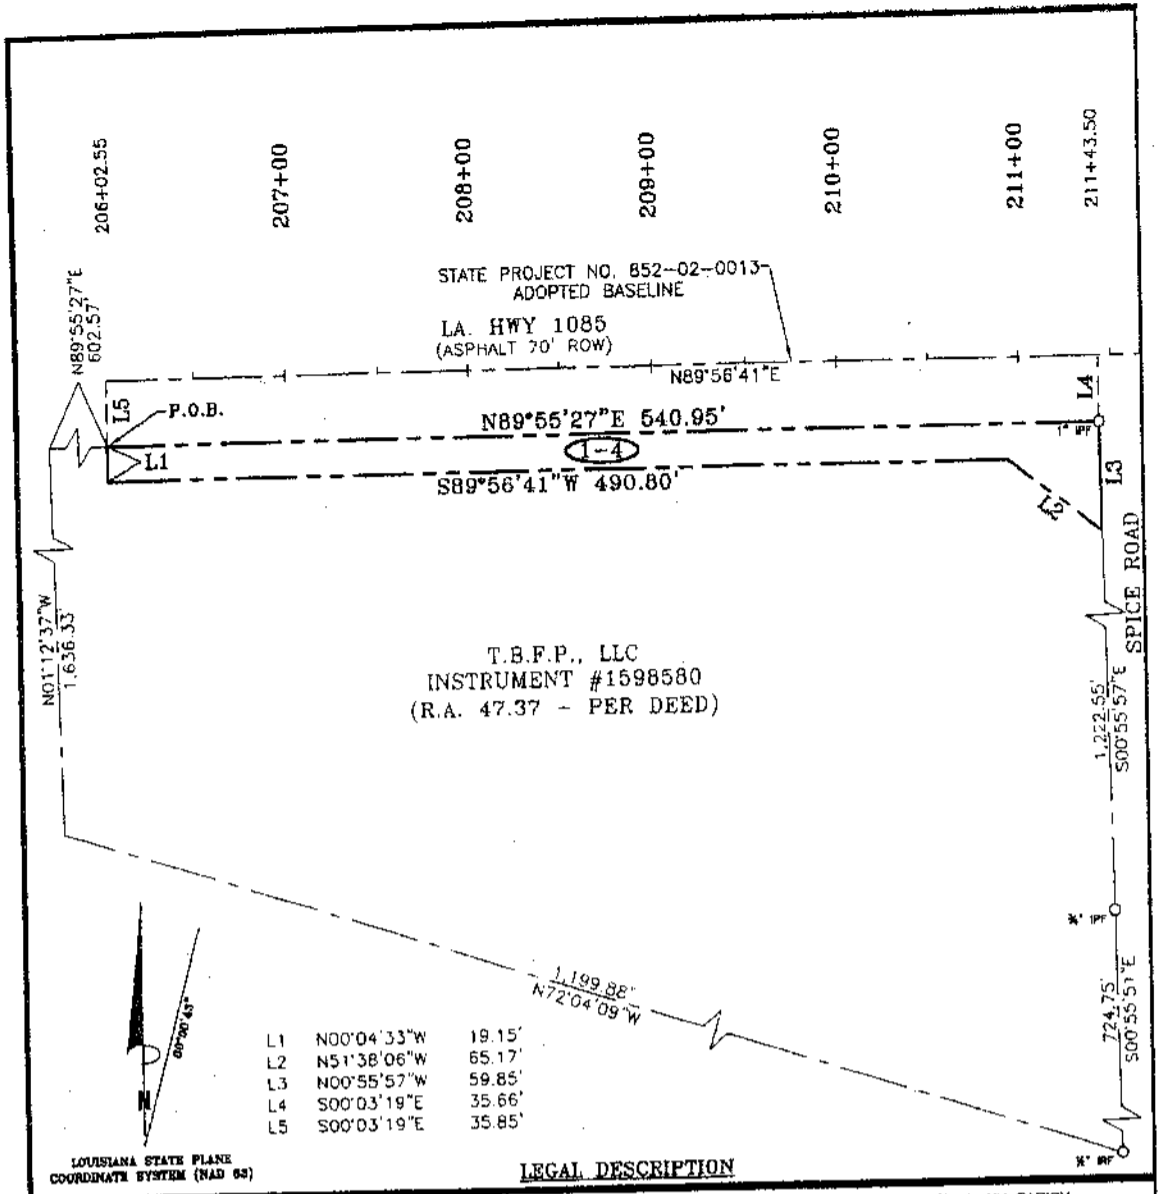 206+02.55
207+00
208+00
209+00
210+00
211+00
211+43.50
STATE PROJECT NO. 852-02-0013
ADOPTED BASELINE
LA. HWY 1085
(ASPHALT 70' ROW)
N89°55'27"E
602.57'
N89°56'41"E
L5
P.O.B.
L4
N89°55'27"E 540.95'
1" IPF
1-4
L1
L3
S89°56'41"W 490.80'
L2
SPICE ROAD
N01°12'37"W
1,636.33'
T.B.F.P., LLC
INSTRUMENT #1598580
(R.A. 47.37 - PER DEED)
1,222.55'
S00°55'57"E
IPF
1,199.88'
N72°04'09"W
724.75'
S00°55'57"E
00°00'43"
N
L1 N00°04'33"W 19.15'
L2 N51°38'06"W 65.17'
L3 N00°55'57"W 59.85'
L4 S00°03'19"E 35.66'
L5 S00°03'19"E 35.85'
LOUISIANA STATE PLANE
COORDINATE SYSTEM (NAD 83)
LEGAL DESCRIPTION